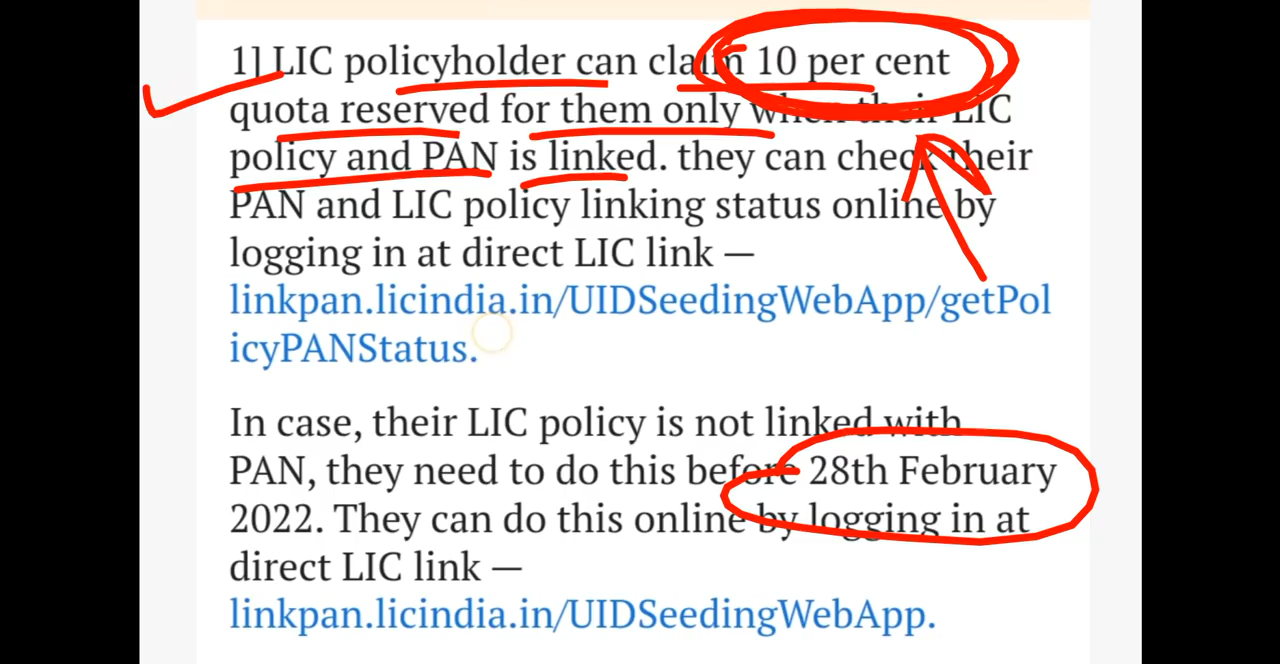 1] LIC policyholder can claim 10 per cent
quota reserved for them only when their LIC
policy and PAN is linked. they can check their
PAN and LIC policy linking status online by
logging in at direct LIC link —
linkpan.licindia.in/UIDSeedingWebApp/getPol
icyPANStatus.
In case, their LIC policy is not linked with
PAN, they need to do this before 28th February
2022. They can do this online by logging in at
direct LIC link —
linkpan.licindia.in/UIDSeedingWebApp.